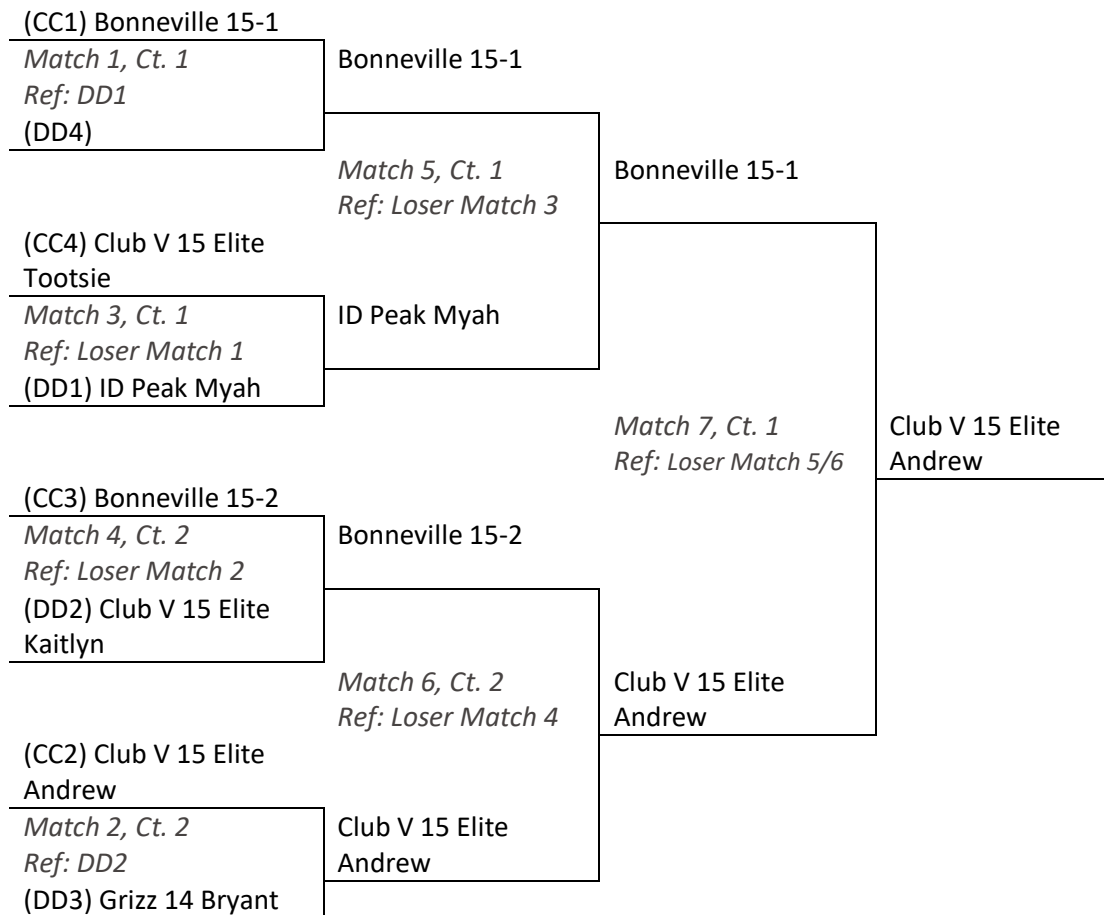 (CC1) Bonneville 15-1
Match 1, Ct. 1
Ref: DD1
(DD4)
Bonneville 15-1
Match 5, Ct. 1
Ref: Loser Match 3
Bonneville 15-1
(CC4) Club V 15 Elite
Tootsie
Match 3, Ct. 1
Ref: Loser Match 1
(DD1) ID Peak Myah
ID Peak Myah
Match 7, Ct. 1
Ref: Loser Match 5/6
Club V 15 Elite
Andrew
(CC3) Bonneville 15-2
Match 4, Ct. 2
Ref: Loser Match 2
(DD2) Club V 15 Elite
Kaitlyn
Bonneville 15-2
Match 6, Ct. 2
Ref: Loser Match 4
Club V 15 Elite
Andrew
(CC2) Club V 15 Elite
Andrew
Match 2, Ct. 2
Ref: DD2
(DD3) Grizz 14 Bryant
Club V 15 Elite
Andrew